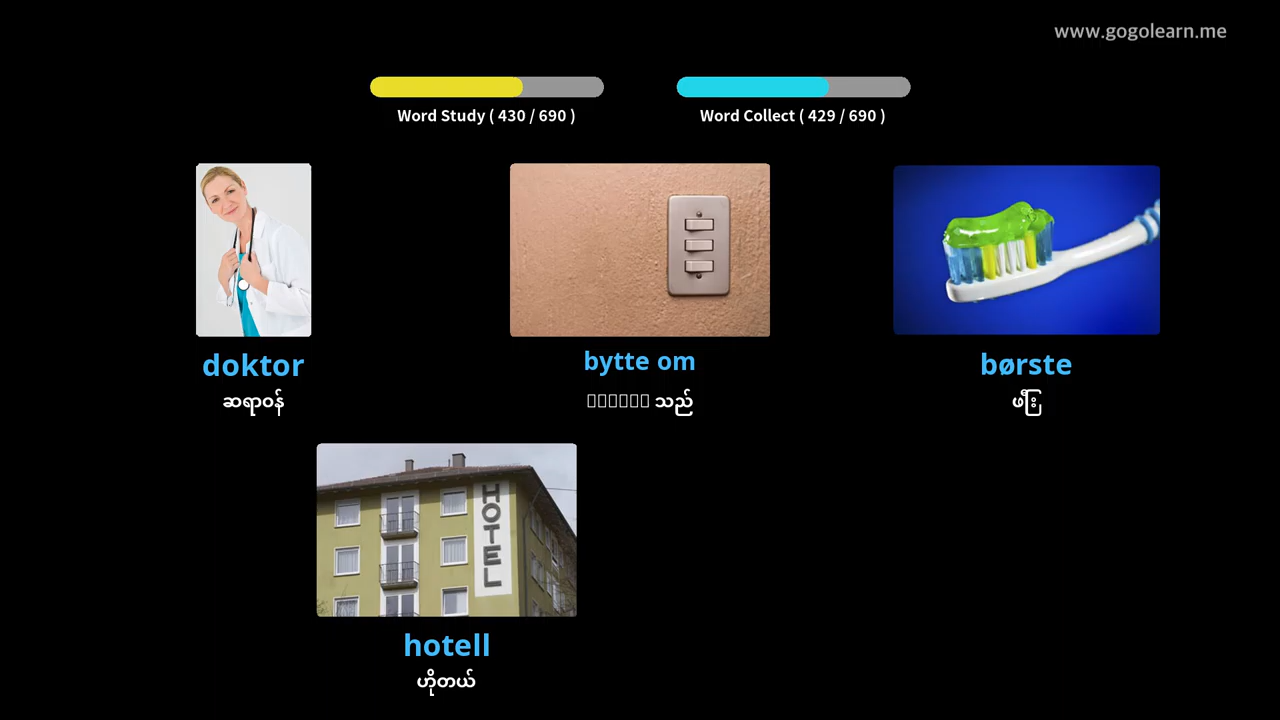 www.gogolearn.me
Word Study ( 430 / 690 )
Word Collect ( 429 / 690 )
doktor
ဆရာဝန်
bytte om
သည်
børste
HOTEL
hotell
ဟိုတယ်